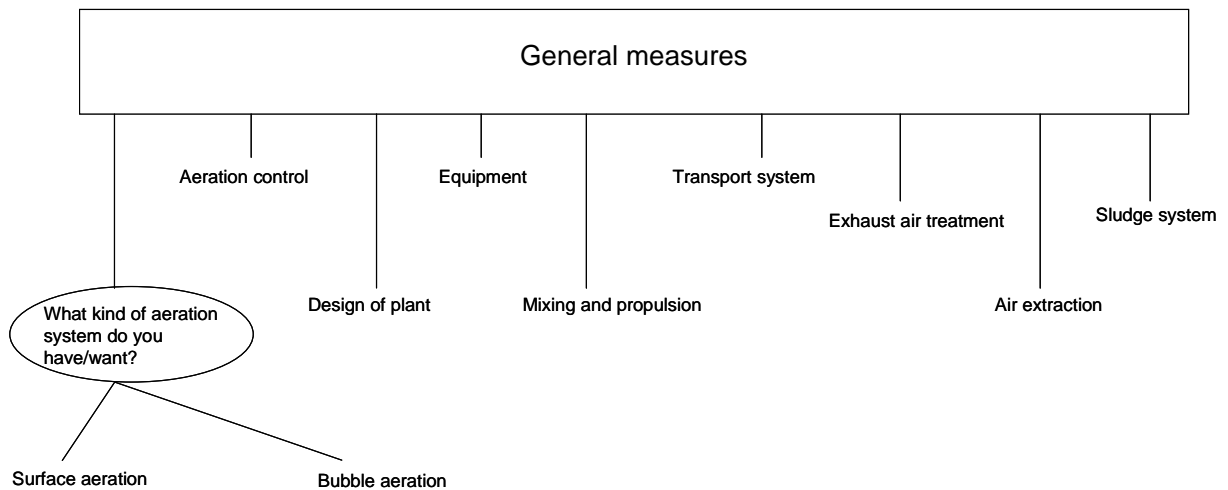 General measures
Aeration control
Equipment
Transport system
Exhaust air treatment
Sludge system
Design of plant
Mixing and propulsion
Air extraction
What kind of aeration
system do you
have/want?
Surface aeration
Bubble aeration